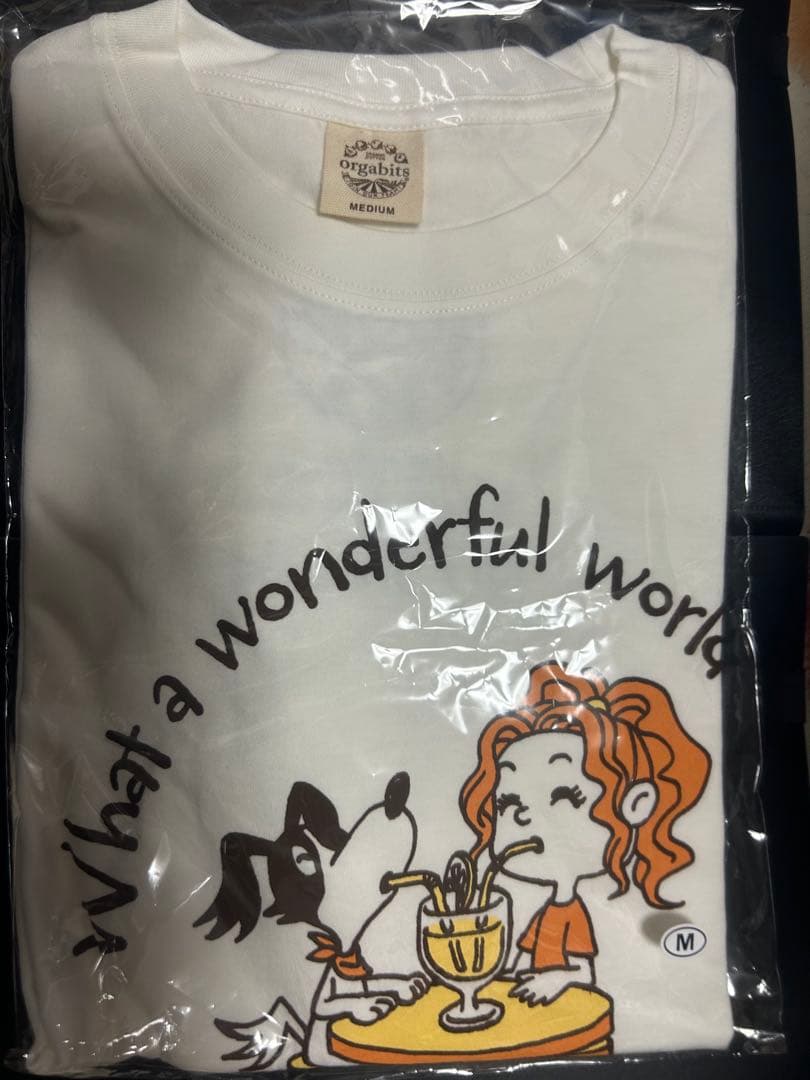 orgabits
MEDIUM
What a wonderful world
M